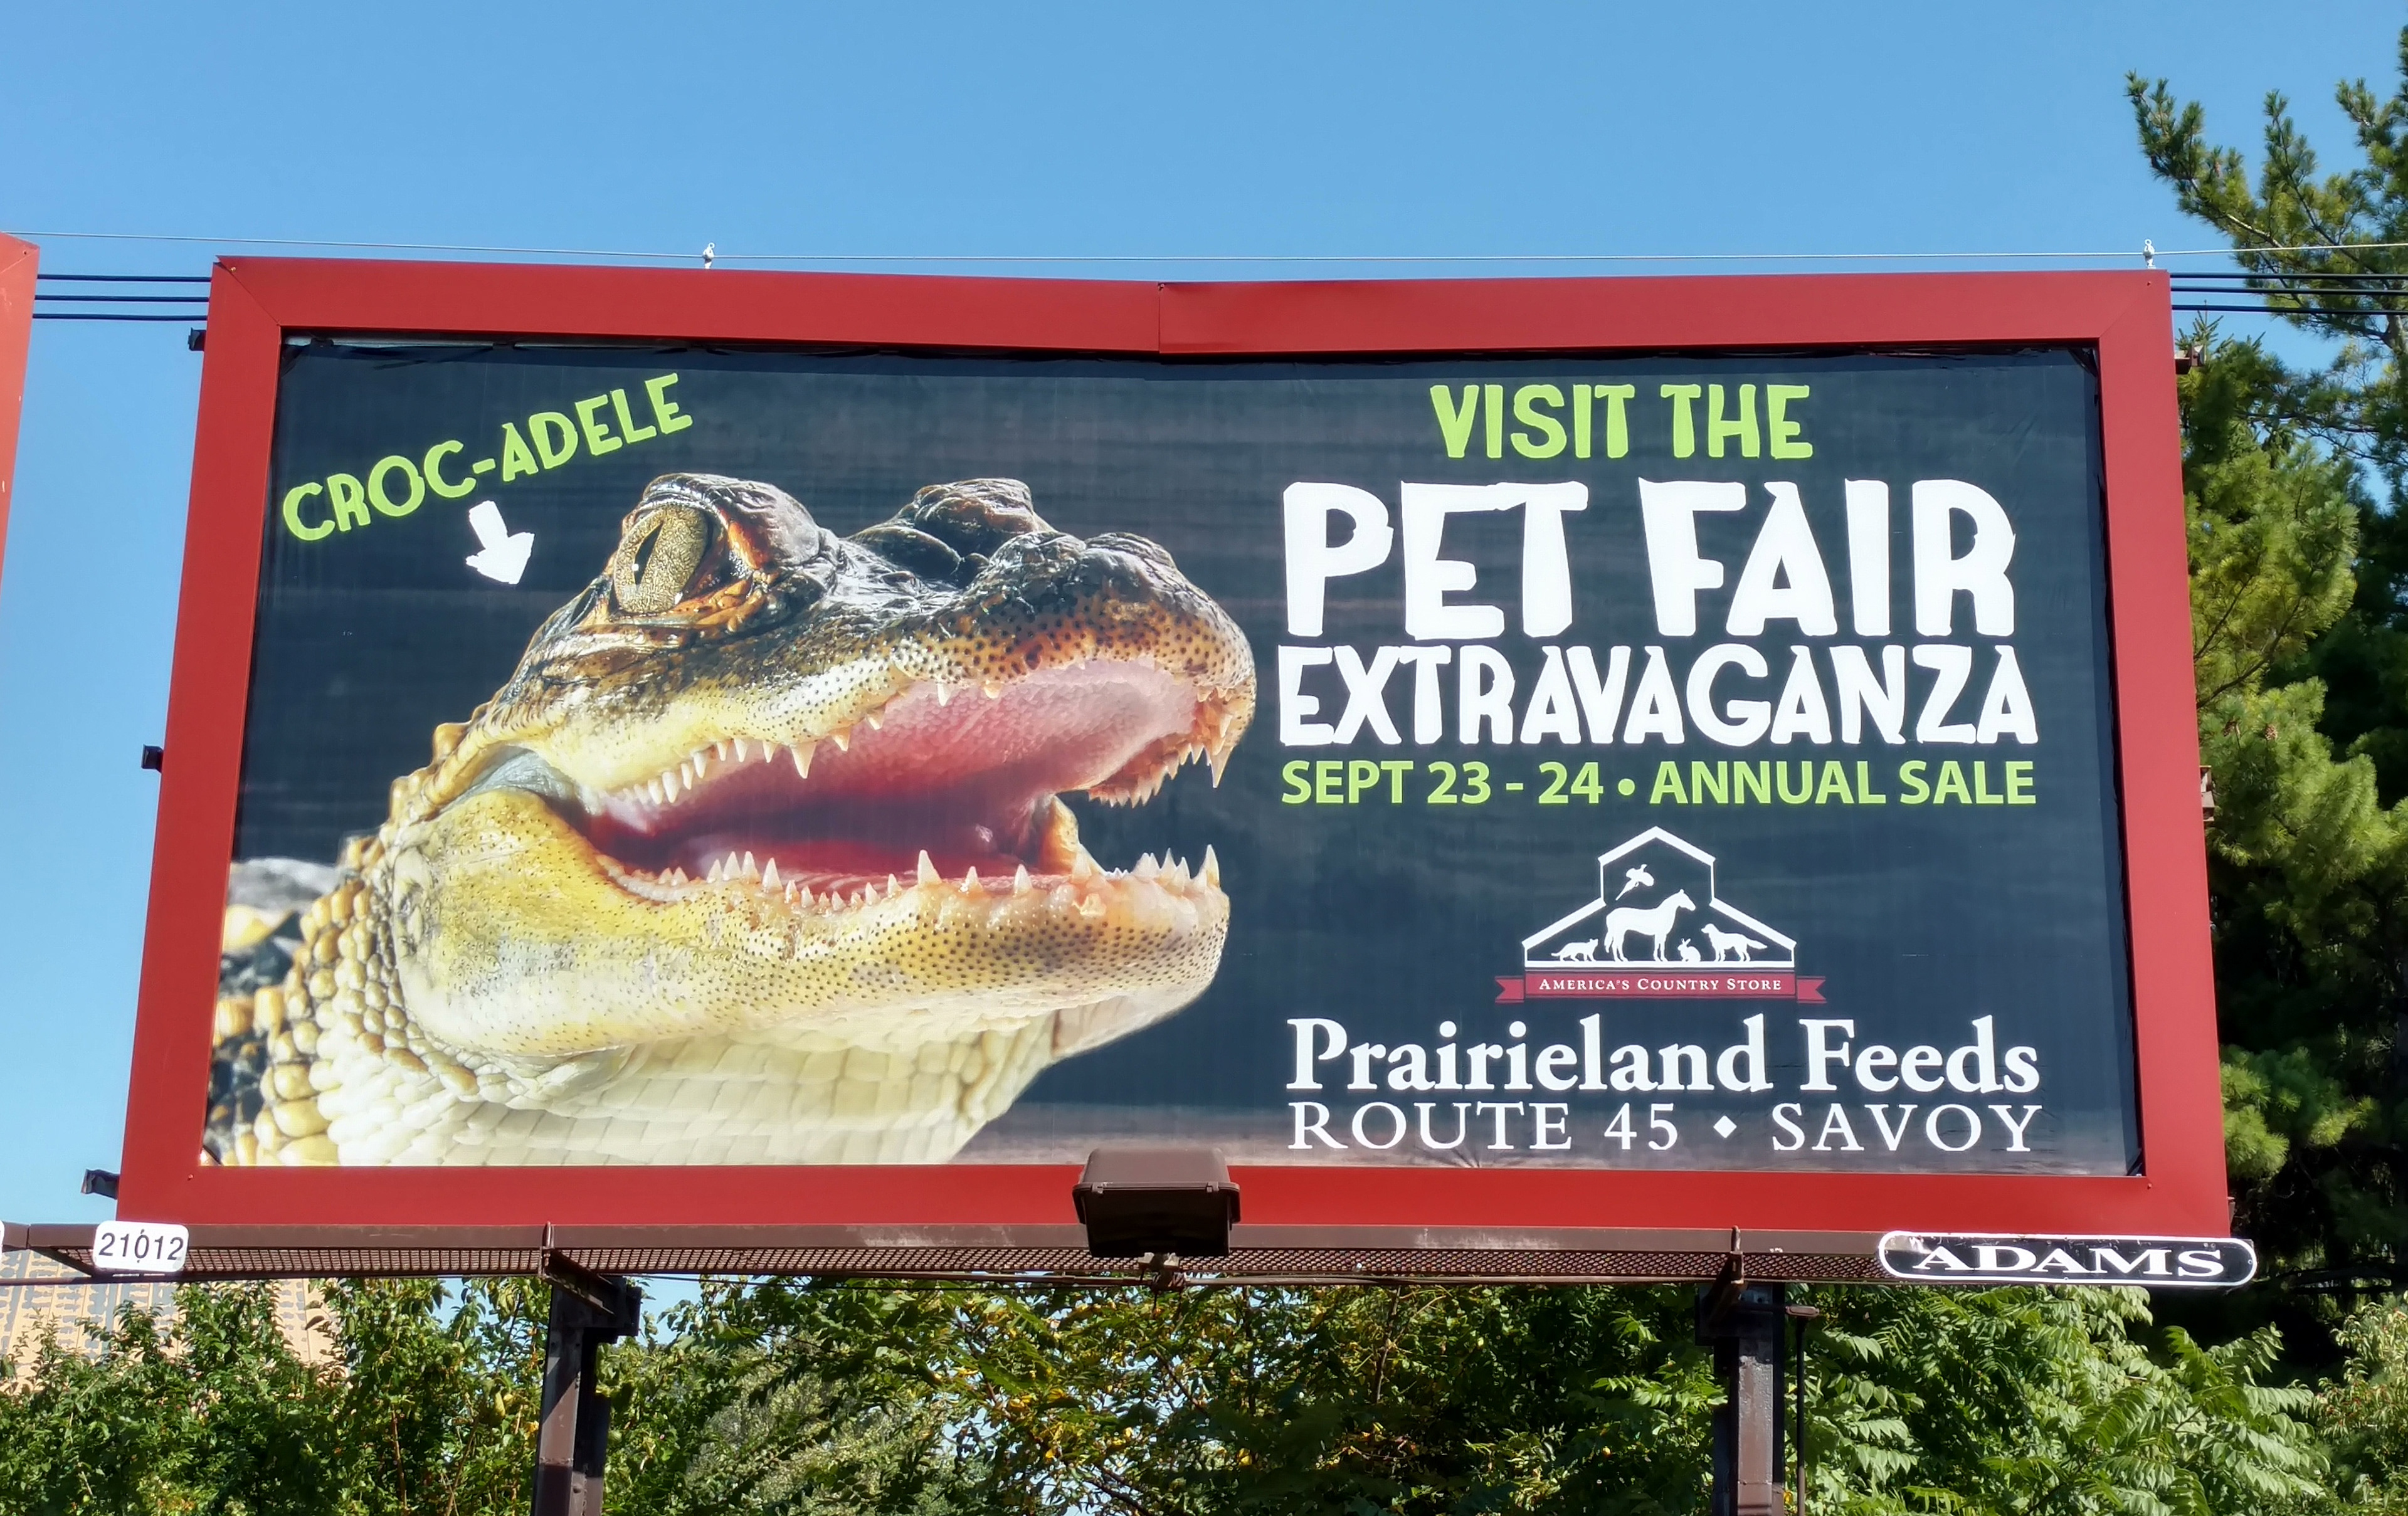 CROC-ADELE
VISIT THE
PET FAIR
EXTRAVAGANZA
SEPT 23 - 24 • ANNUAL SALE
AMERICA'S COUNTRY STORE
Prairieland Feeds
ROUTE 45 ◆ SAVOY
21012
ADAMS